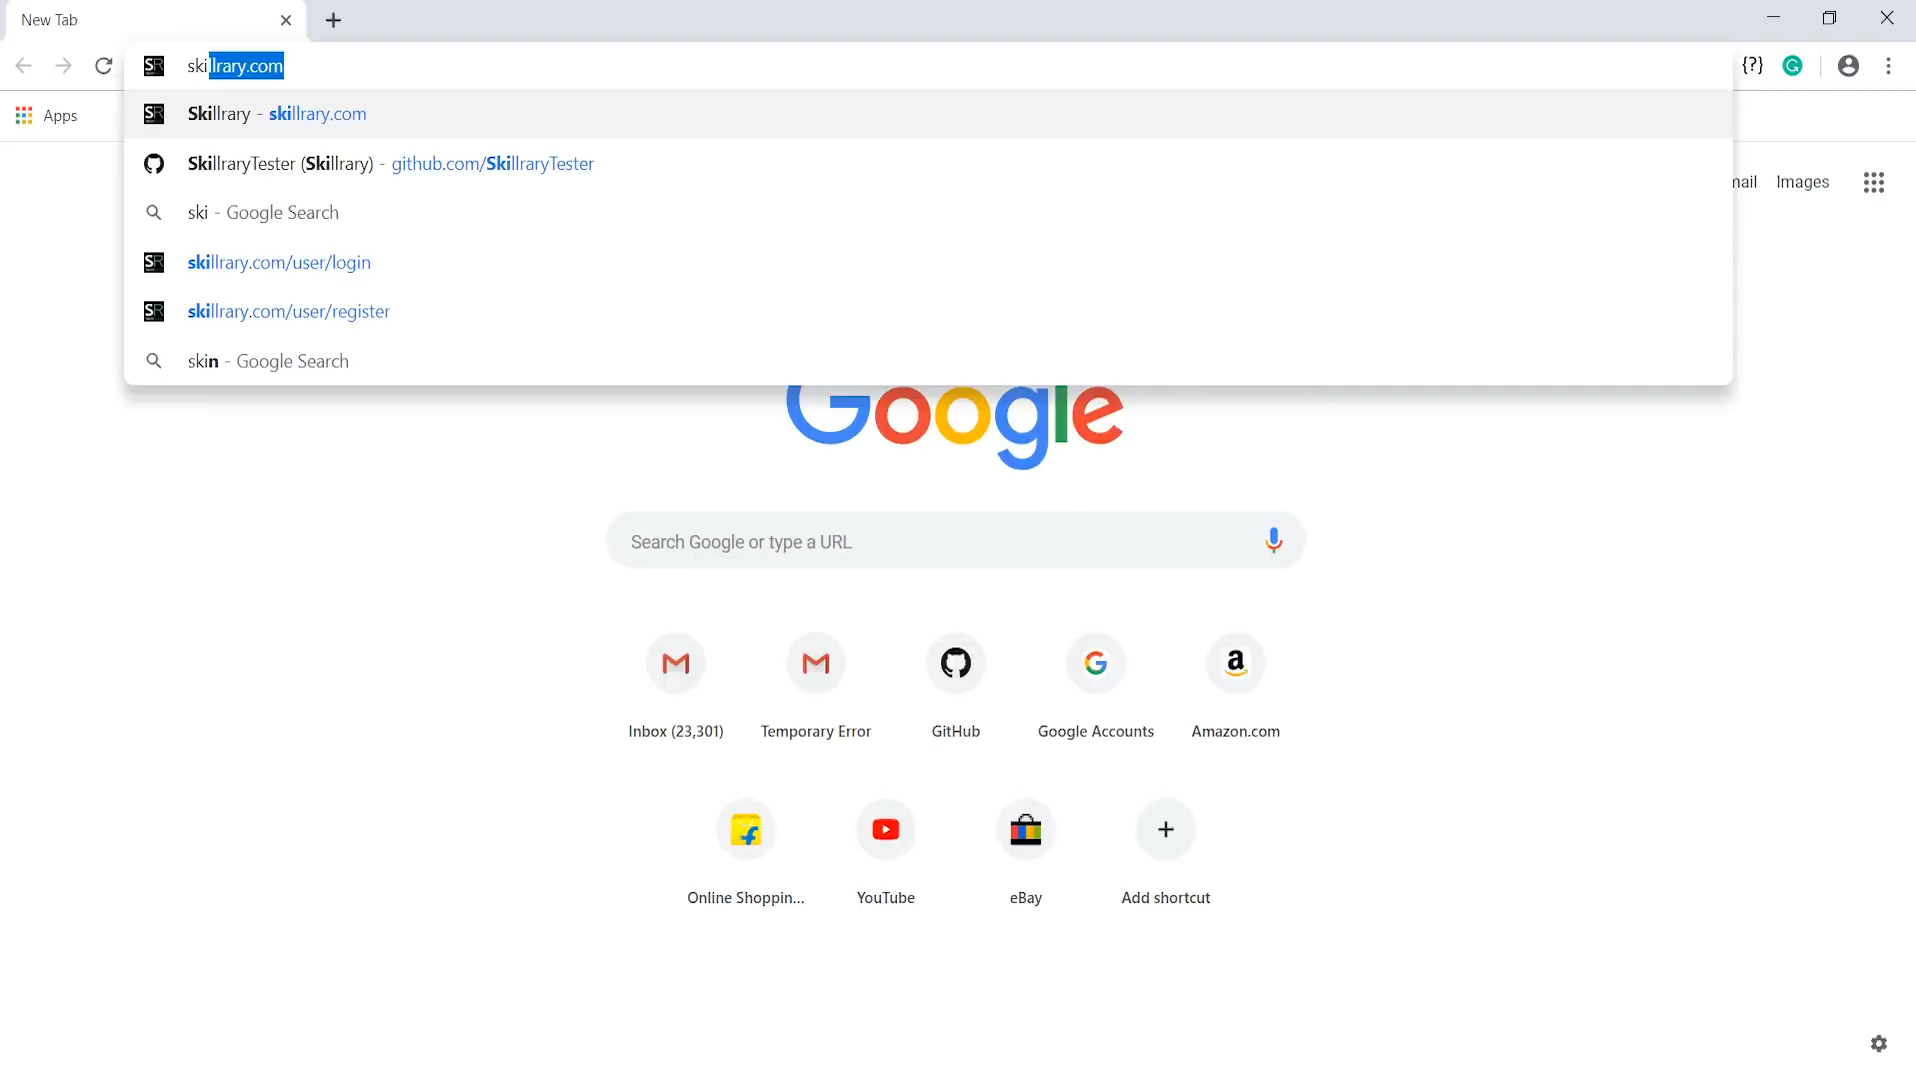 New Tab
skillrary.com
{?}
Apps
Skillrary - skillrary.com
SkillraryTester (Skillrary) - github.com/SkillraryTester
mail Images
ski - Google Search
skillrary.com/user/login
skillrary.com/user/register
skin - Google Search
Google
Search Google or type a URL
Inbox (23,301)
Temporary Error
GitHub
Google Accounts
Amazon.com
Online Shoppin...
YouTube
eBay
Add shortcut